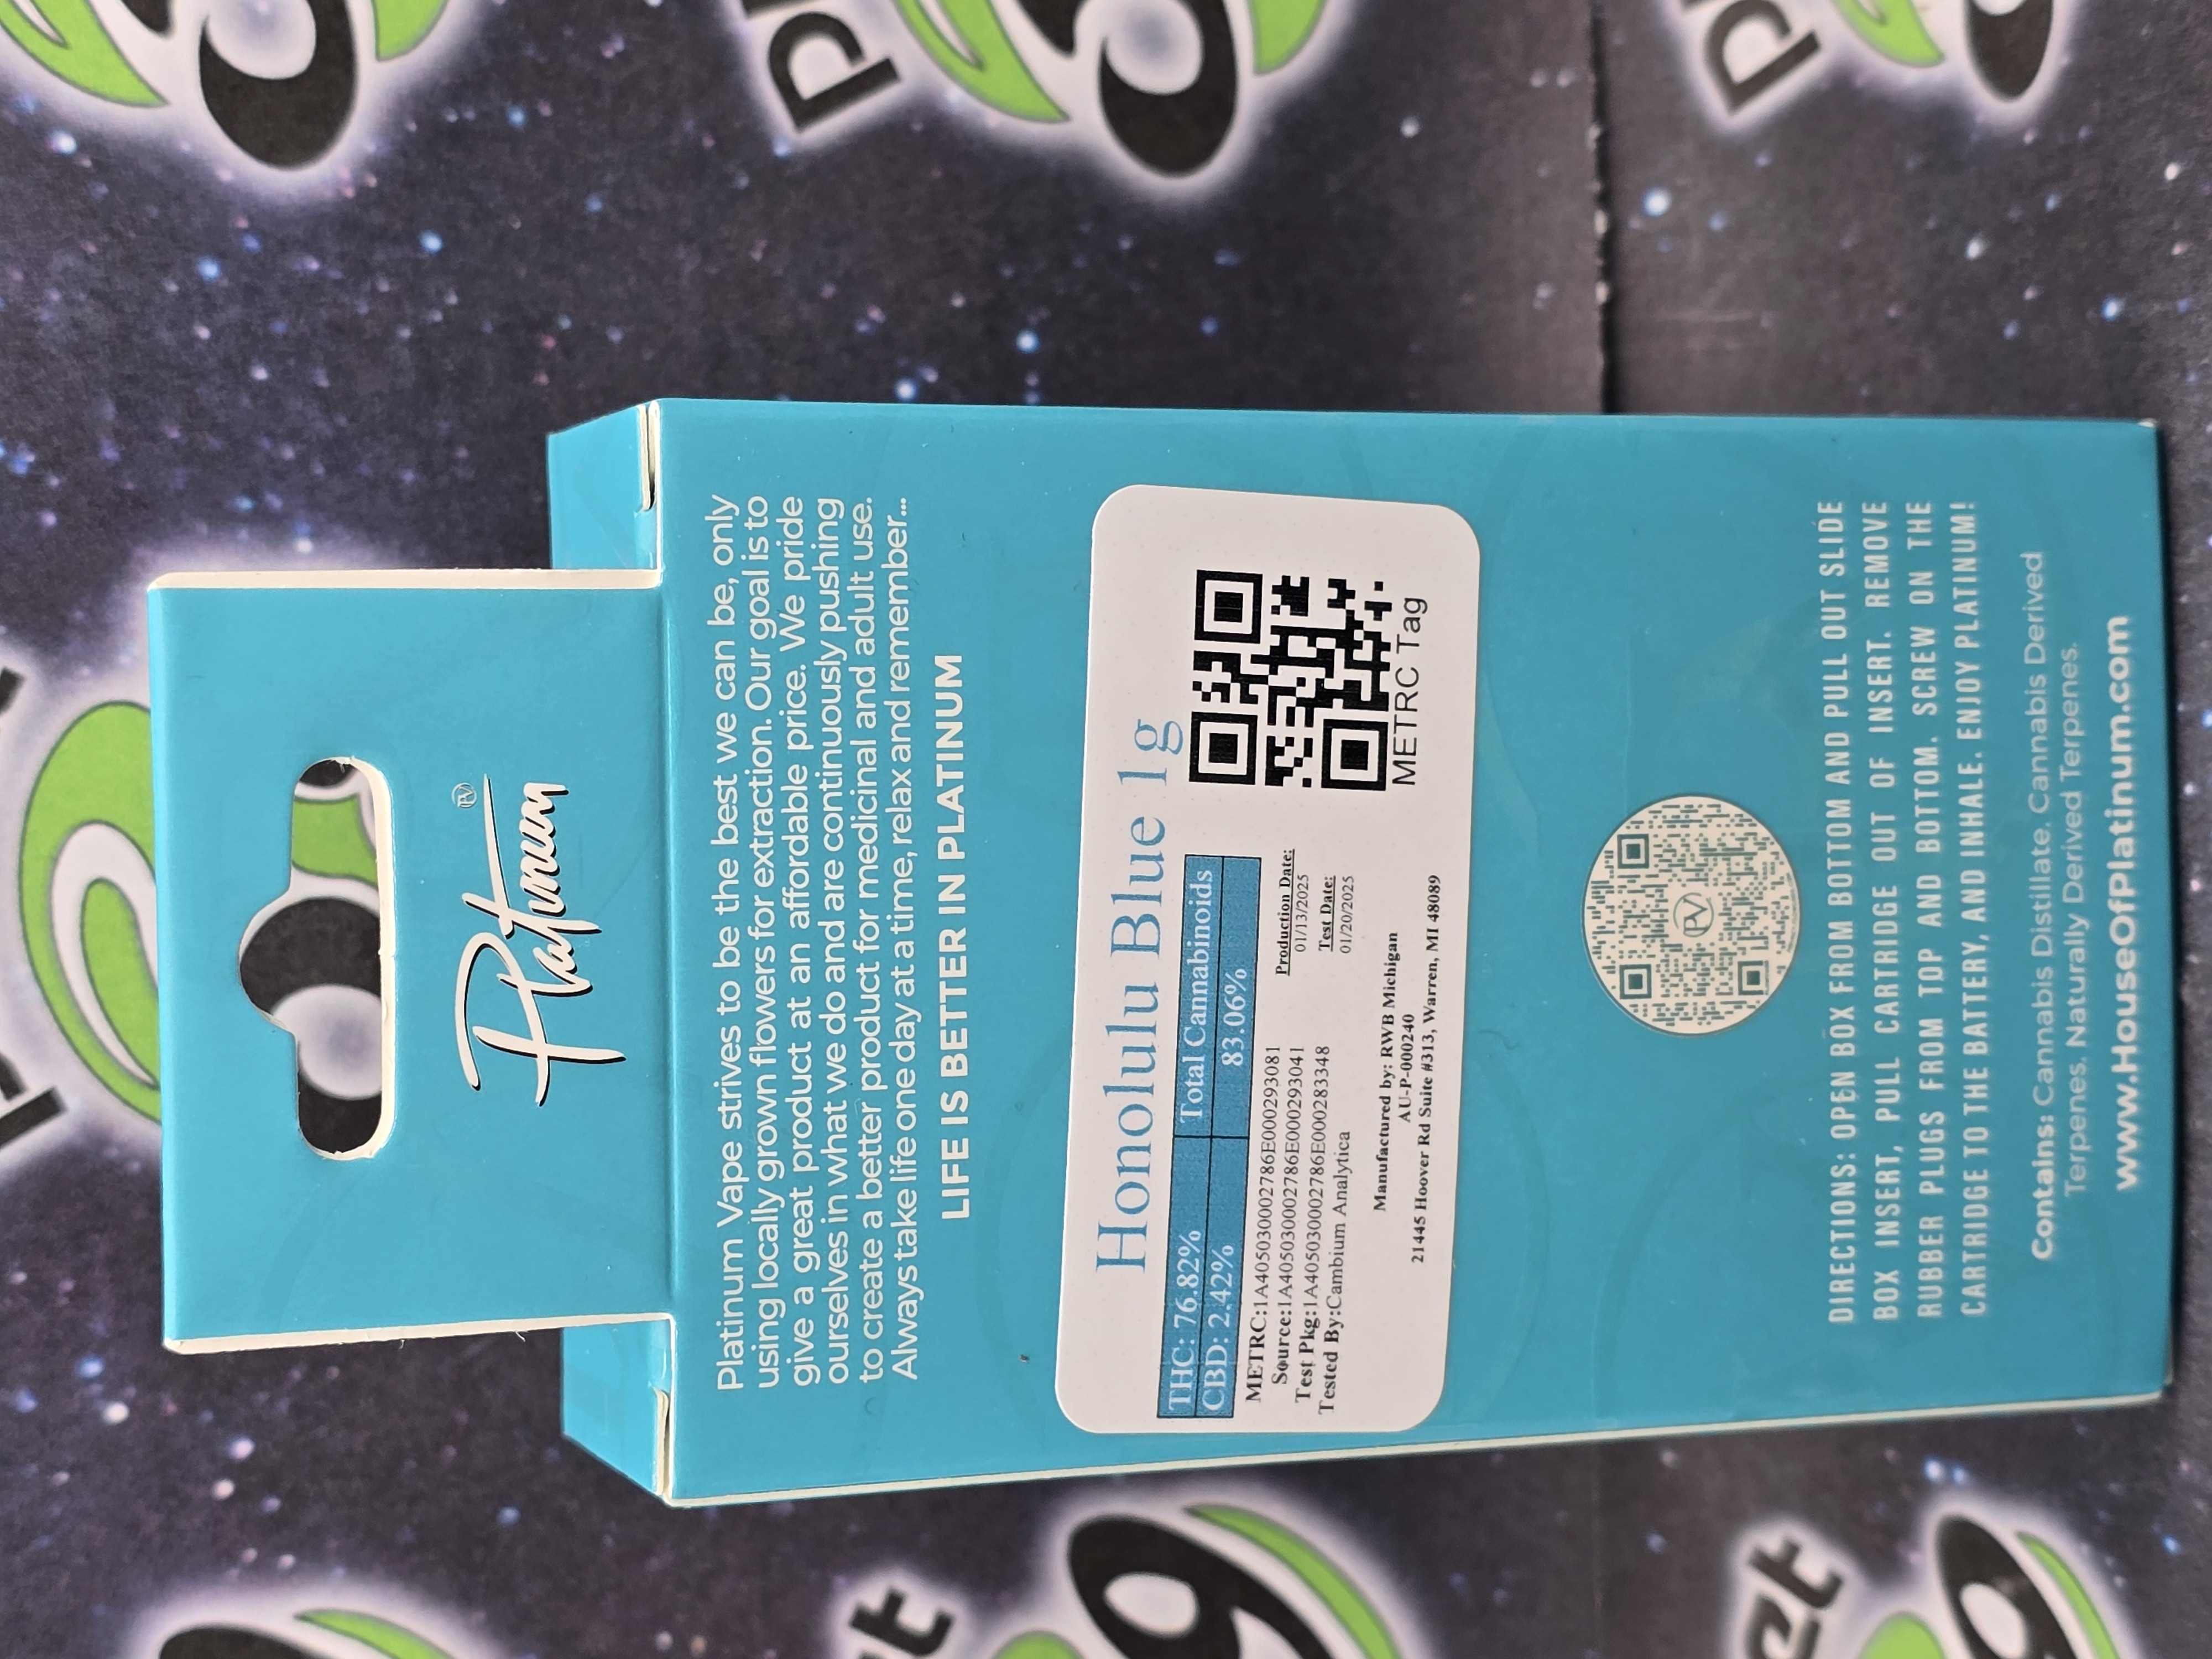 Platinum
PV
Platinum Vape strives to be the best we can be, only
using locally grown flowers for extraction. Our goal is to
give a great product at an affordable price. We pride
ourselves in what we do and are continuously pushing
to create a better product for medicinal and adult use.
Always take life one day at a time, relax and remember...
LIFE IS BETTER IN PLATINUM
Honolulu Blue 1g
THC: 76.82% Total Cannabinoids
CBD: 2.42% 83.06%
METRC:1A4050300002786E000293081
Source:1A4050300002786E000293041
Test Pkg:1A4050300002786E000283348
Tested By:Cambium Analytica
Production Date:
01/13/2025
Test Date:
01/20/2025
METRC Tag
Manufactured by: RWB Michigan
AU-P-000240
21445 Hoover Rd Suite #313, Warren, MI 48089
PV
DIRECTIONS: OPEN BOX FROM BOTTOM AND PULL OUT SLIDE
BOX INSERT, PULL CARTRIDGE OUT OF INSERT. REMOVE
RUBBER PLUGS FROM TOP AND BOTTOM. SCREW ON THE
CARTRIDGE TO THE BATTERY, AND INHALE. ENJOY PLATINUM!
Contains: Cannabis Distillate, Cannabis Derived
Terpenes, Naturally Derived Terpenes.
www.HouseOfPlatinum.com